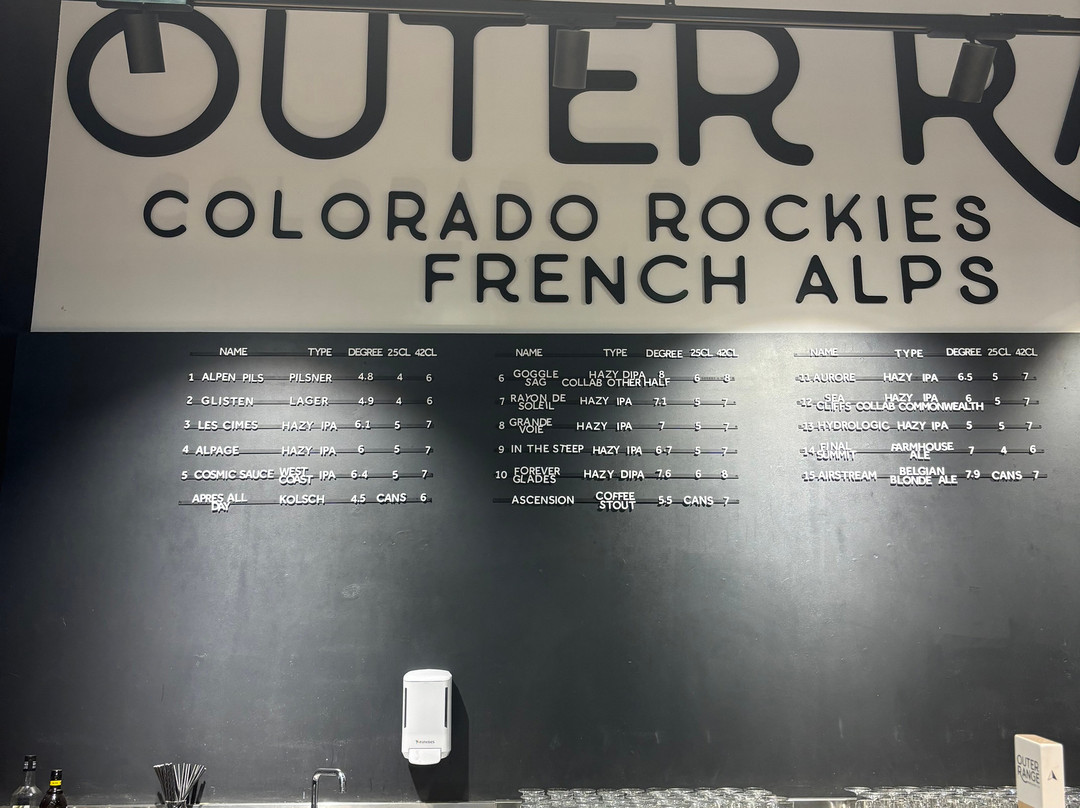 OUTER R
COLORADO ROCKIES
FRENCH ALPS
NAME TYPE DEGREE 25CL 42CL
1 ALPEN PILS PILSNER 4.8 4 6
2 GLISTEN LAGER 4.9 4 6
3 LES CIMES HAZY IPA 6.1 5 7
4 ALPAGE HAZY IPA 6 5 7
5 COSMIC SAUCE WEST COAST IPA 6.4 5 7
APRES ALL DAY KOLSCH 4.5 CANS 6
NAME TYPE DEGREE 25CL 42CL
6 GOGGLE SAG HAZY DIPA COLLAB OTHER HALF 8 6 8
7 RAYON DE SOLEIL HAZY IPA 7.1 5 7
8 GRANDE VOIE HAZY IPA 7 5 7
9 IN THE STEEP HAZY IPA 6.7 5 7
10 FOREVER GLADES HAZY DIPA 7.6 6 8
ASCENSION COFFEE STOUT 5.5 CANS 7
NAME TYPE DEGREE 25CL 42CL
11 AURORE HAZY IPA 6.5 5 7
12 SEA CLIFFS HAZY IPA COLLAB COMMONWEALTH 6 5 7
13 HYDROLOGIC HAZY IPA 5 5 7
14 FINAL SUMMIT FARMHOUSE ALE 7 4 6
15 AIRSTREAM BELGIAN BLONDE ALE 7.9 CANS 7
OUTER
RANGE